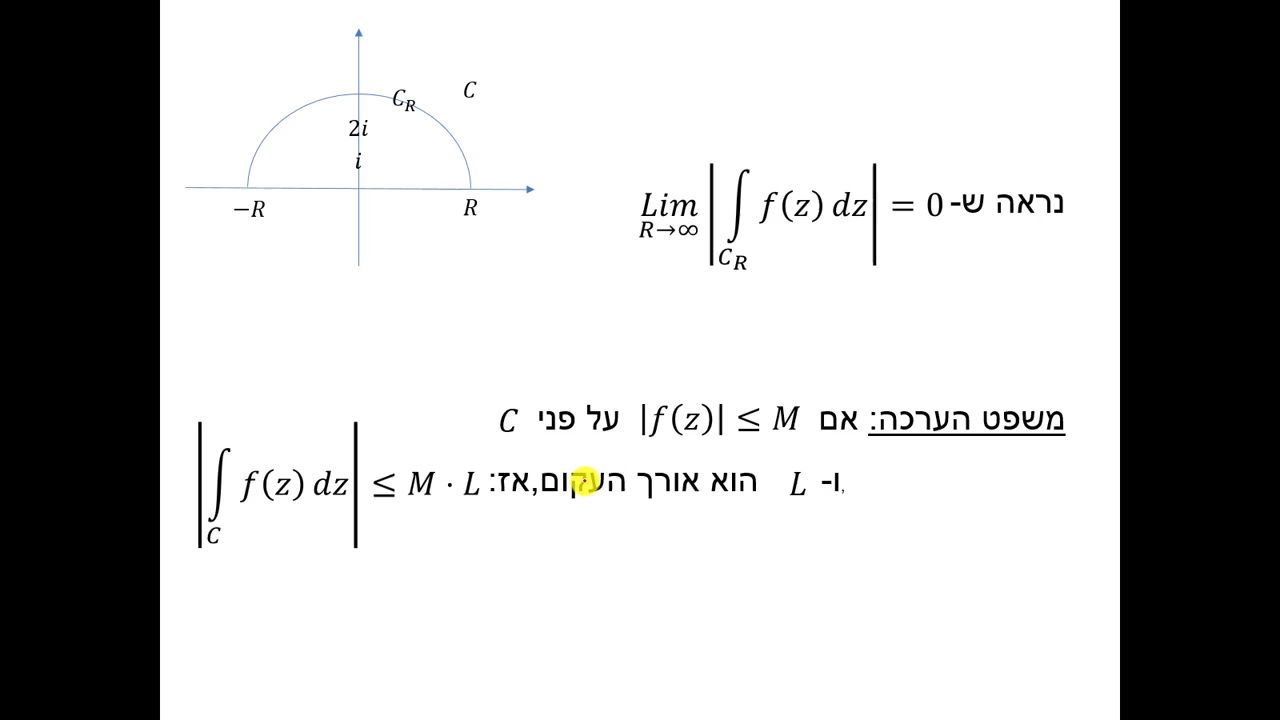 C
C_R
2i
i
−R
R
נראה ש- Lim_{R→∞} |∫_{C_R} f(z) dz| = 0
משפט הערכה: אם |f(z)| ≤ M על פני C
,ו- L הוא אורך העקום,אז: |∫_C f(z) dz| ≤ M · L